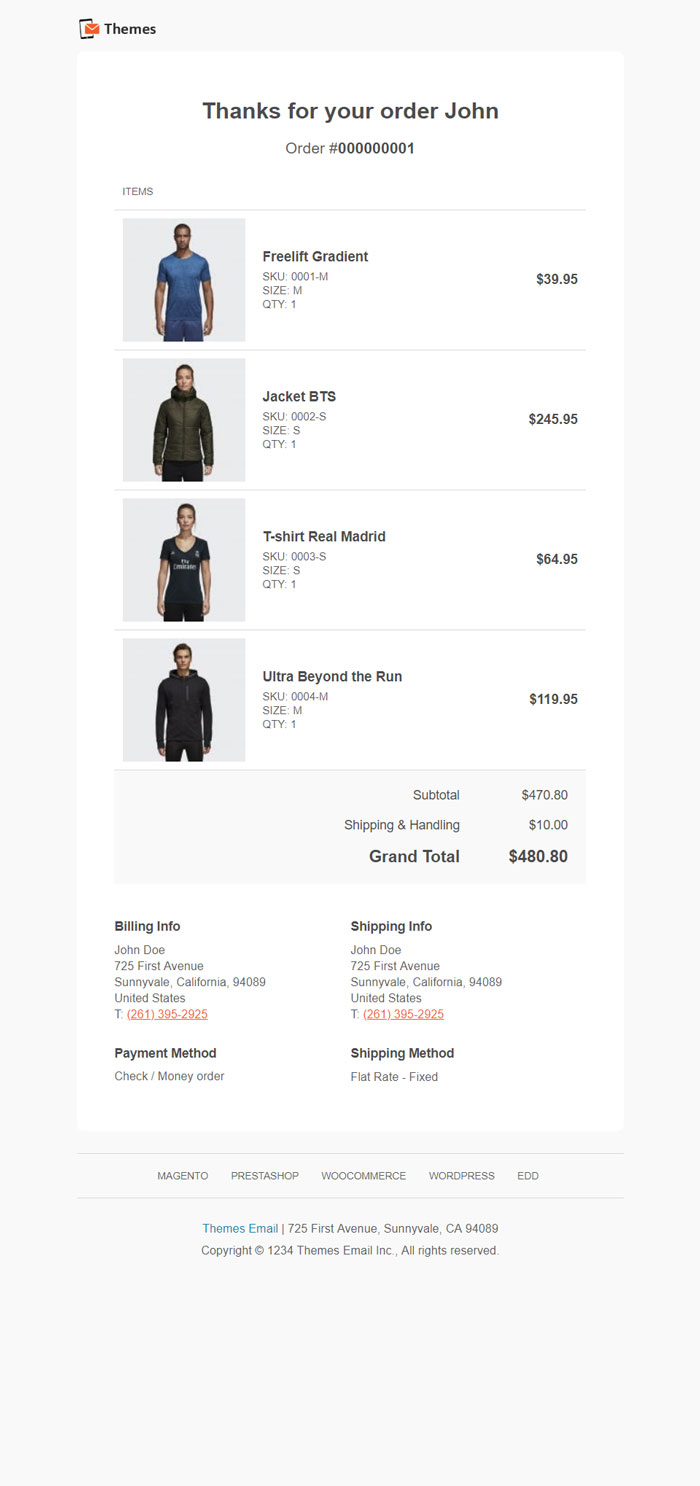 Themes
Thanks for your order John
Order #000000001
ITEMS
Freelift Gradient
SKU: 0001-M
SIZE: M
QTY: 1
$39.95
Jacket BTS
SKU: 0002-S
SIZE: S
QTY: 1
$245.95
Fly
Emirates
T-shirt Real Madrid
SKU: 0003-S
SIZE: S
QTY: 1
$64.95
Ultra Beyond the Run
SKU: 0004-M
SIZE: M
QTY: 1
$119.95
Subtotal $470.80
Shipping & Handling $10.00
Grand Total $480.80
Billing Info
John Doe
725 First Avenue
Sunnyvale, California, 94089
United States
T: (261) 395-2925
Shipping Info
John Doe
725 First Avenue
Sunnyvale, California, 94089
United States
T: (261) 395-2925
Payment Method
Check / Money order
Shipping Method
Flat Rate - Fixed
MAGENTO PRESTASHOP WOOCOMMERCE WORDPRESS EDD
Themes Email | 725 First Avenue, Sunnyvale, CA 94089
Copyright © 1234 Themes Email Inc., All rights reserved.